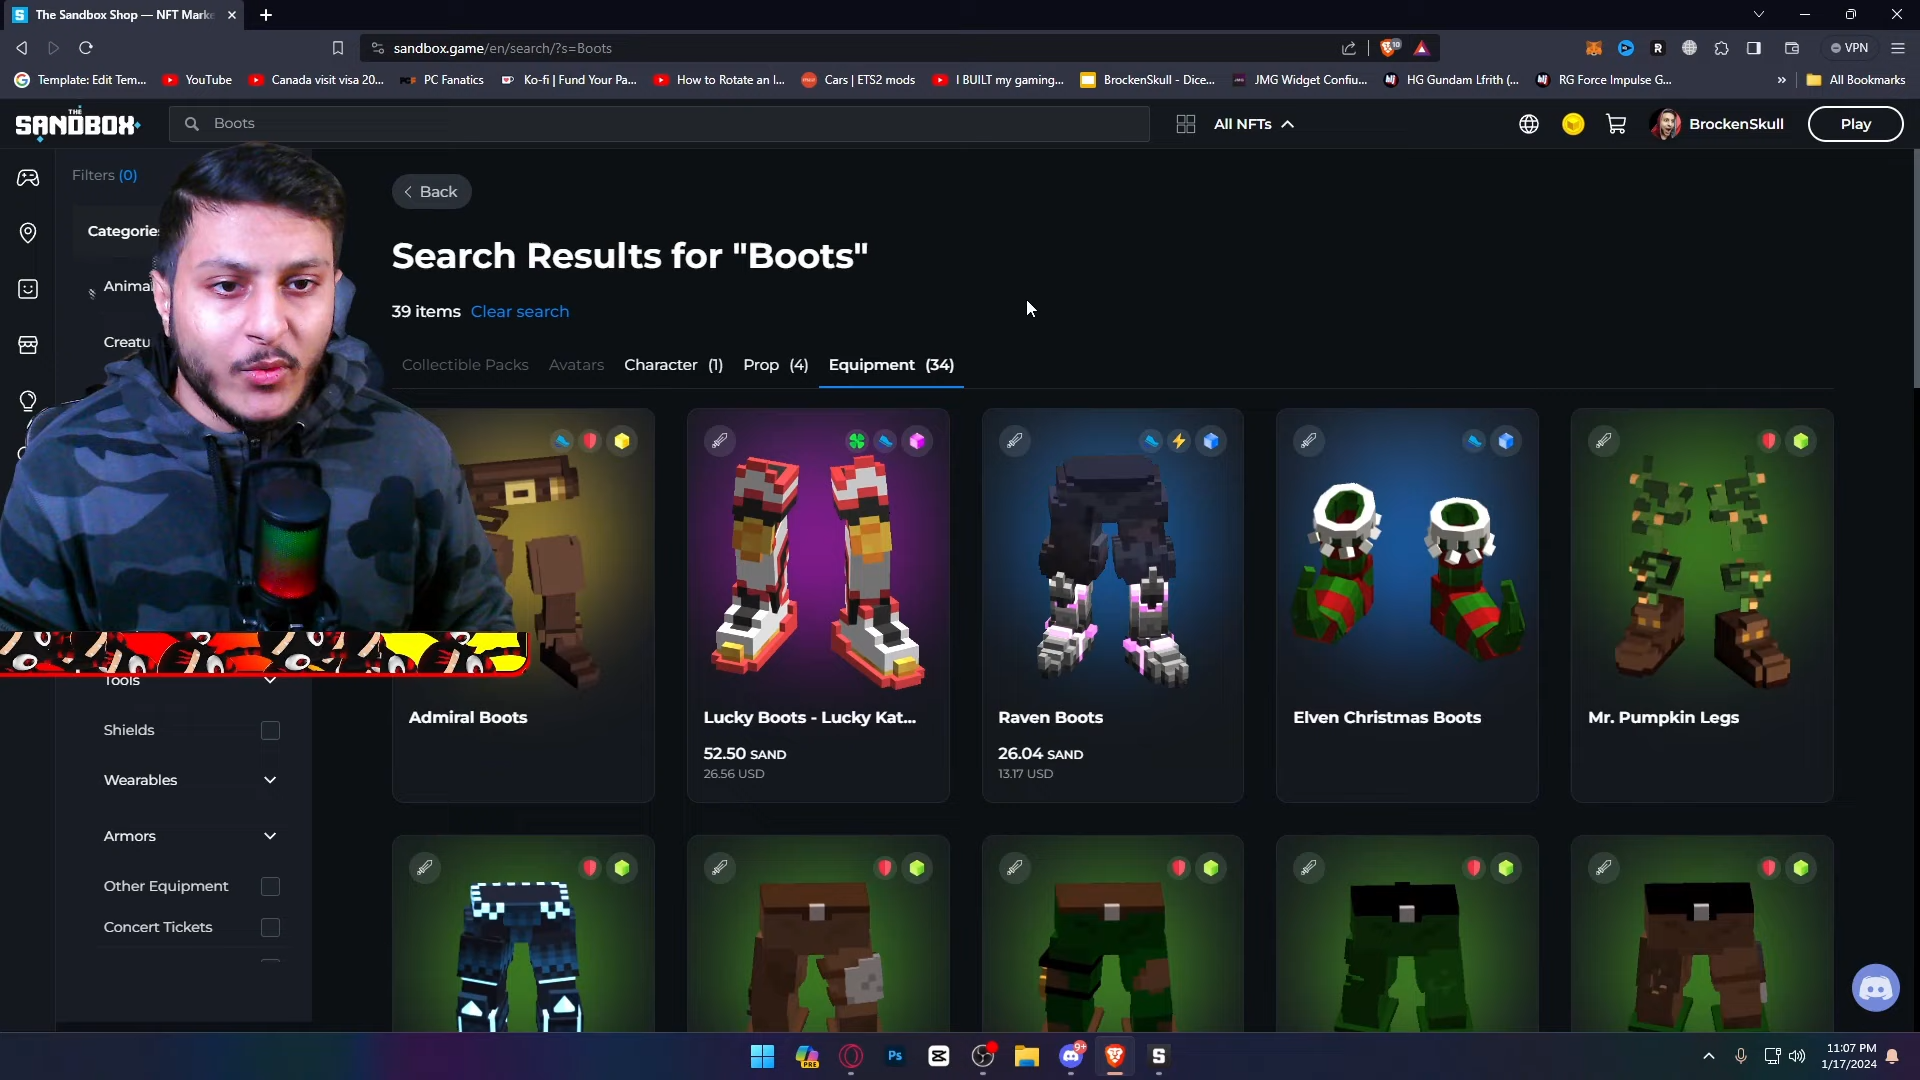 The Sandbox Shop — NFT Marke
sandbox.game/en/search/?s=Boots
VPN
Template: Edit Tem...
YouTube
Canada visit visa 20...
PC Fanatics
Ko-fi | Fund Your Pa...
How to Rotate an I...
Cars | ETS2 mods
I BUILT my gaming...
BrockenSkull - Dice...
JMG Widget Confiu...
HG Gundam Lfrith (...
RG Force Impulse G...
All Bookmarks
THE SANDBOX
Boots
All NFTs
BrockenSkull
Play
Filters (0)
Back
Categorie
Search Results for "Boots"
Anima
39 items Clear search
Creatu
Collectible Packs Avatars Character (1) Prop (4) Equipment (34)
Tools
Shields
Wearables
Armors
Other Equipment
Concert Tickets
Admiral Boots
Lucky Boots - Lucky Kat...
52.50 SAND
26.56 USD
Raven Boots
26.04 SAND
13.17 USD
Elven Christmas Boots
Mr. Pumpkin Legs
PRE
Ps
9+
S
11:07 PM
1/17/2024